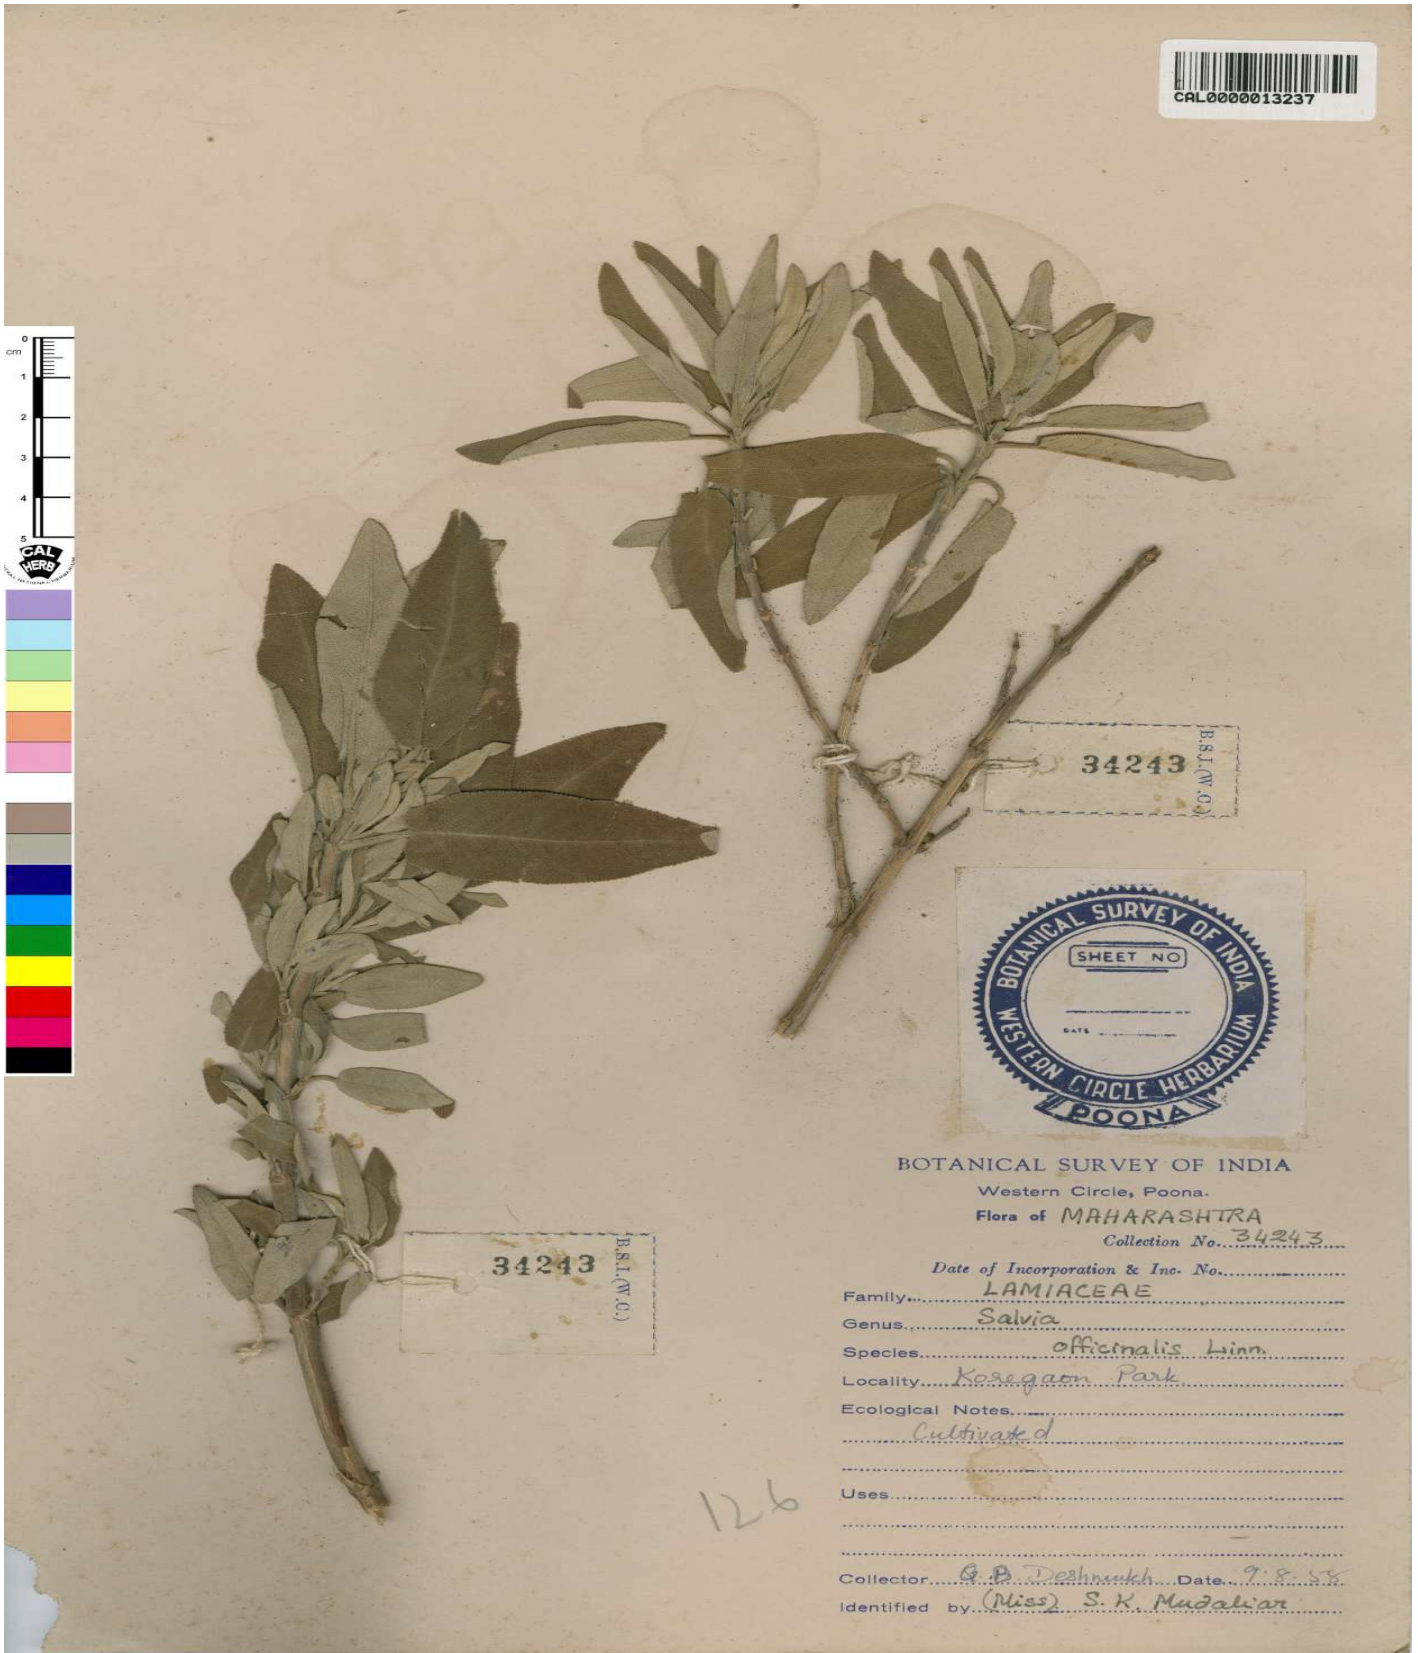 CAL0000013237
0
cm
1
2
3
4
5
CAL
HERB
34243
B.S.I.(W.C.)
BOTANICAL SURVEY OF INDIA
SHEET NO
DATE
WESTERN CIRCLE HERBARIUM
POONA
BOTANICAL SURVEY OF INDIA
Western Circle, Poona.
Flora of MAHARASHTRA
Collection No. 34243
Date of Incorporation & Inc. No.
Family LAMIACEAE
Genus Salvia
Species officinalis Linn.
Locality Koregaon Park
Ecological Notes
Cultivated
Uses
Collector G. B. Deshmukh Date 9.8.58
Identified by (Miss) S. K. Mudaliar
34243
B.S.I.(W.C.)
126